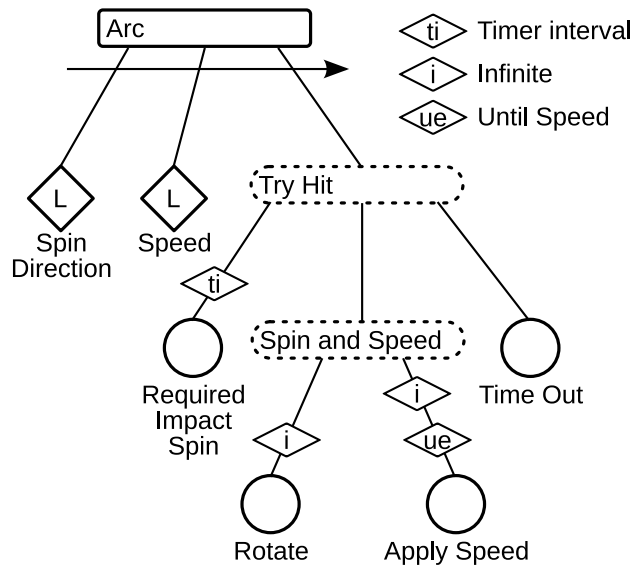 Arc
ti Timer interval
i Infinite
ue Until Speed
L
L
Spin
Direction
Speed
Try Hit
ti
Spin and Speed
Required
Impact
Spin
Time Out
i
i
ue
Rotate
Apply Speed